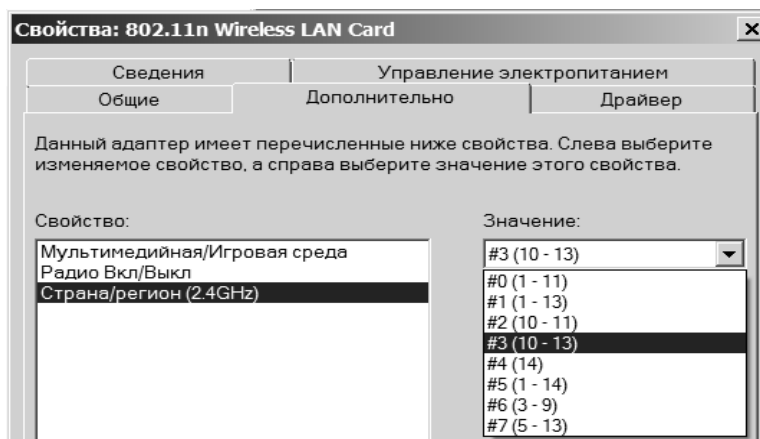 Свойства: 802.11n Wireless LAN Card
Сведения
Управление электропитанием
Общие
Дополнительно
Драйвер
Данный адаптер имеет перечисленные ниже свойства. Слева выберите
изменяемое свойство, а справа выберите значение этого свойства.
Свойство:
Мультимедийная/Игровая среда
Радио Вкл/Выкл
Страна/регион (2.4GHz)
Значение:
#3 (10 - 13)
#0 (1 - 11)
#1 (1 - 13)
#2 (10 - 11)
#3 (10 - 13)
#4 (14)
#5 (1 - 14)
#6 (3 - 9)
#7 (5 - 13)